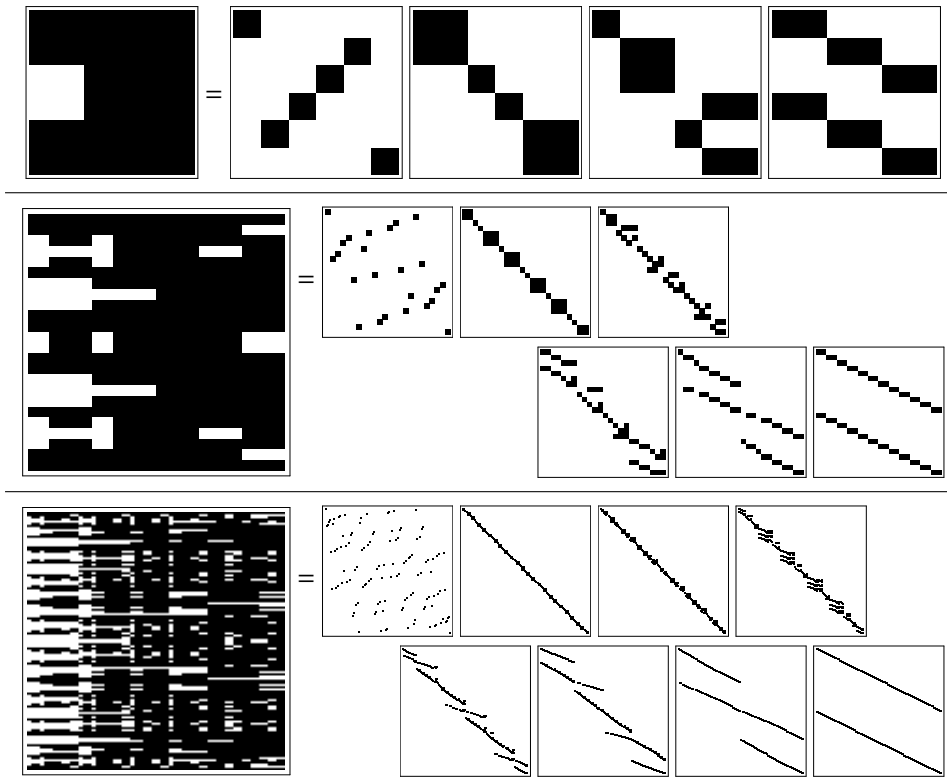 =
=
=